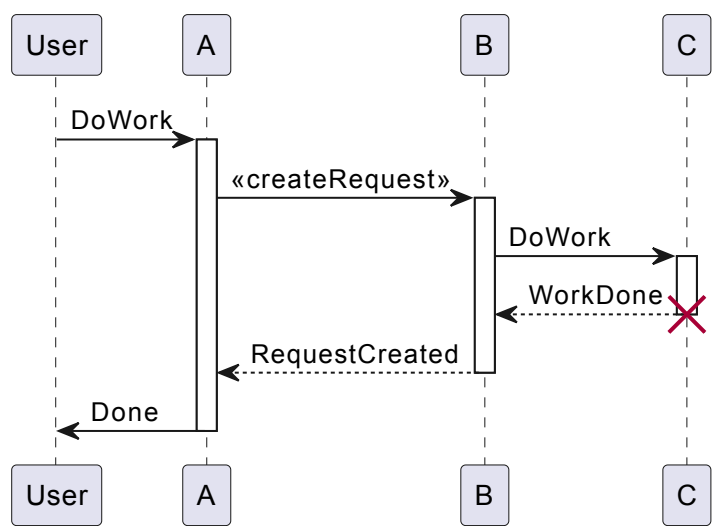 User A B C
DoWork
«createRequest»
DoWork
WorkDone
RequestCreated
Done
User A B C